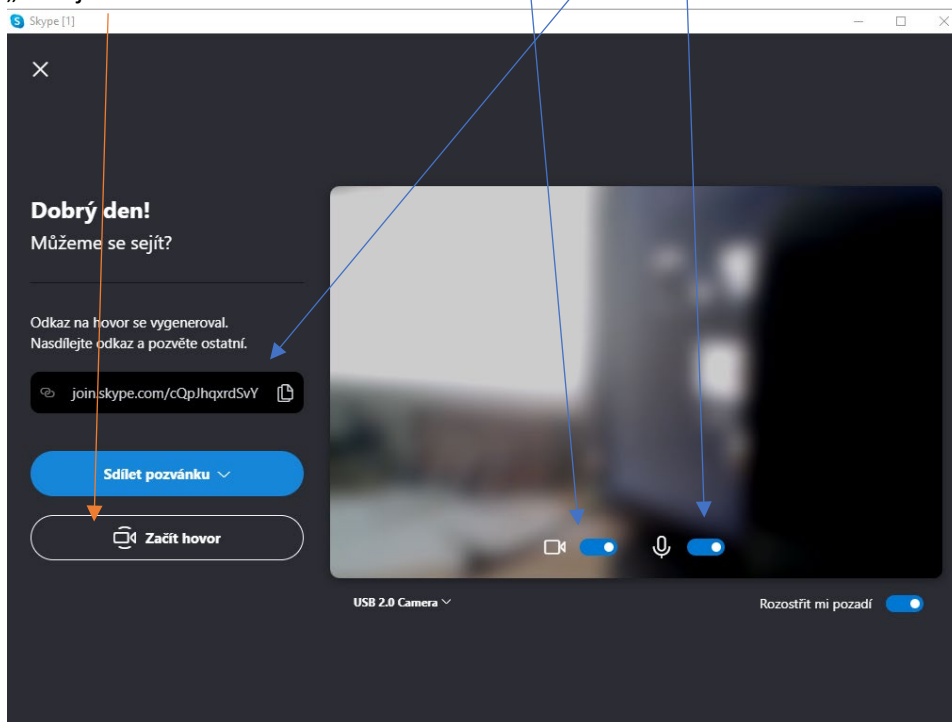 Skype [1]
Dobrý den!
Můžeme se sejít?
Odkaz na hovor se vygeneroval.
Nasdílejte odkaz a pozvěte ostatní.
join.skype.com/cQpJhqxrdSvY
Sdílet pozvánku
Začít hovor
USB 2.0 Camera
Rozostřit mi pozadí